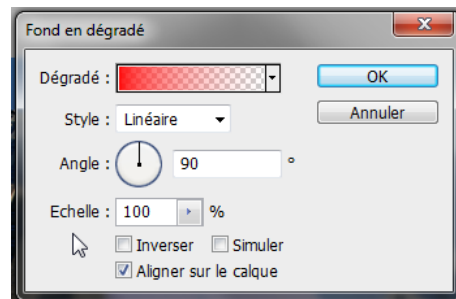 Fond en dégradé
Dégradé :
OK
Style : Linéaire
Annuler
Angle : 90 °
Echelle : 100 %
Inverser Simuler
Aligner sur le calque